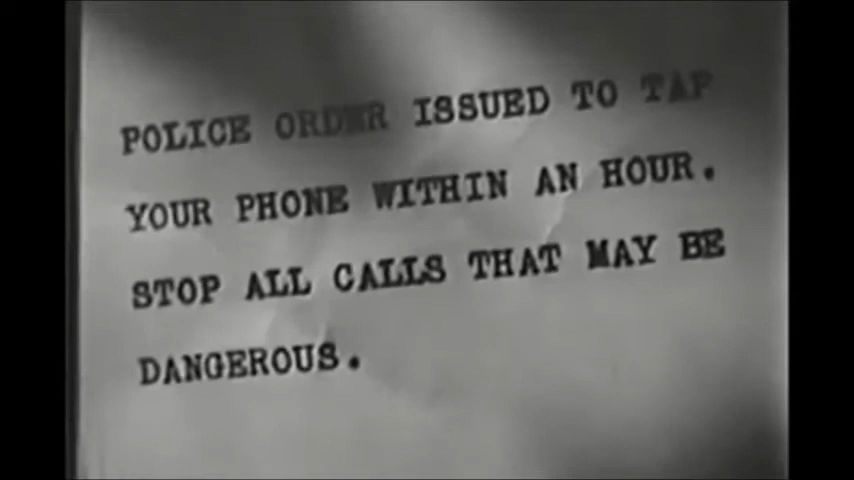 POLICE ORDER ISSUED TO TAP
YOUR PHONE WITHIN AN HOUR.
STOP ALL CALLS THAT MAY BE
DANGEROUS.